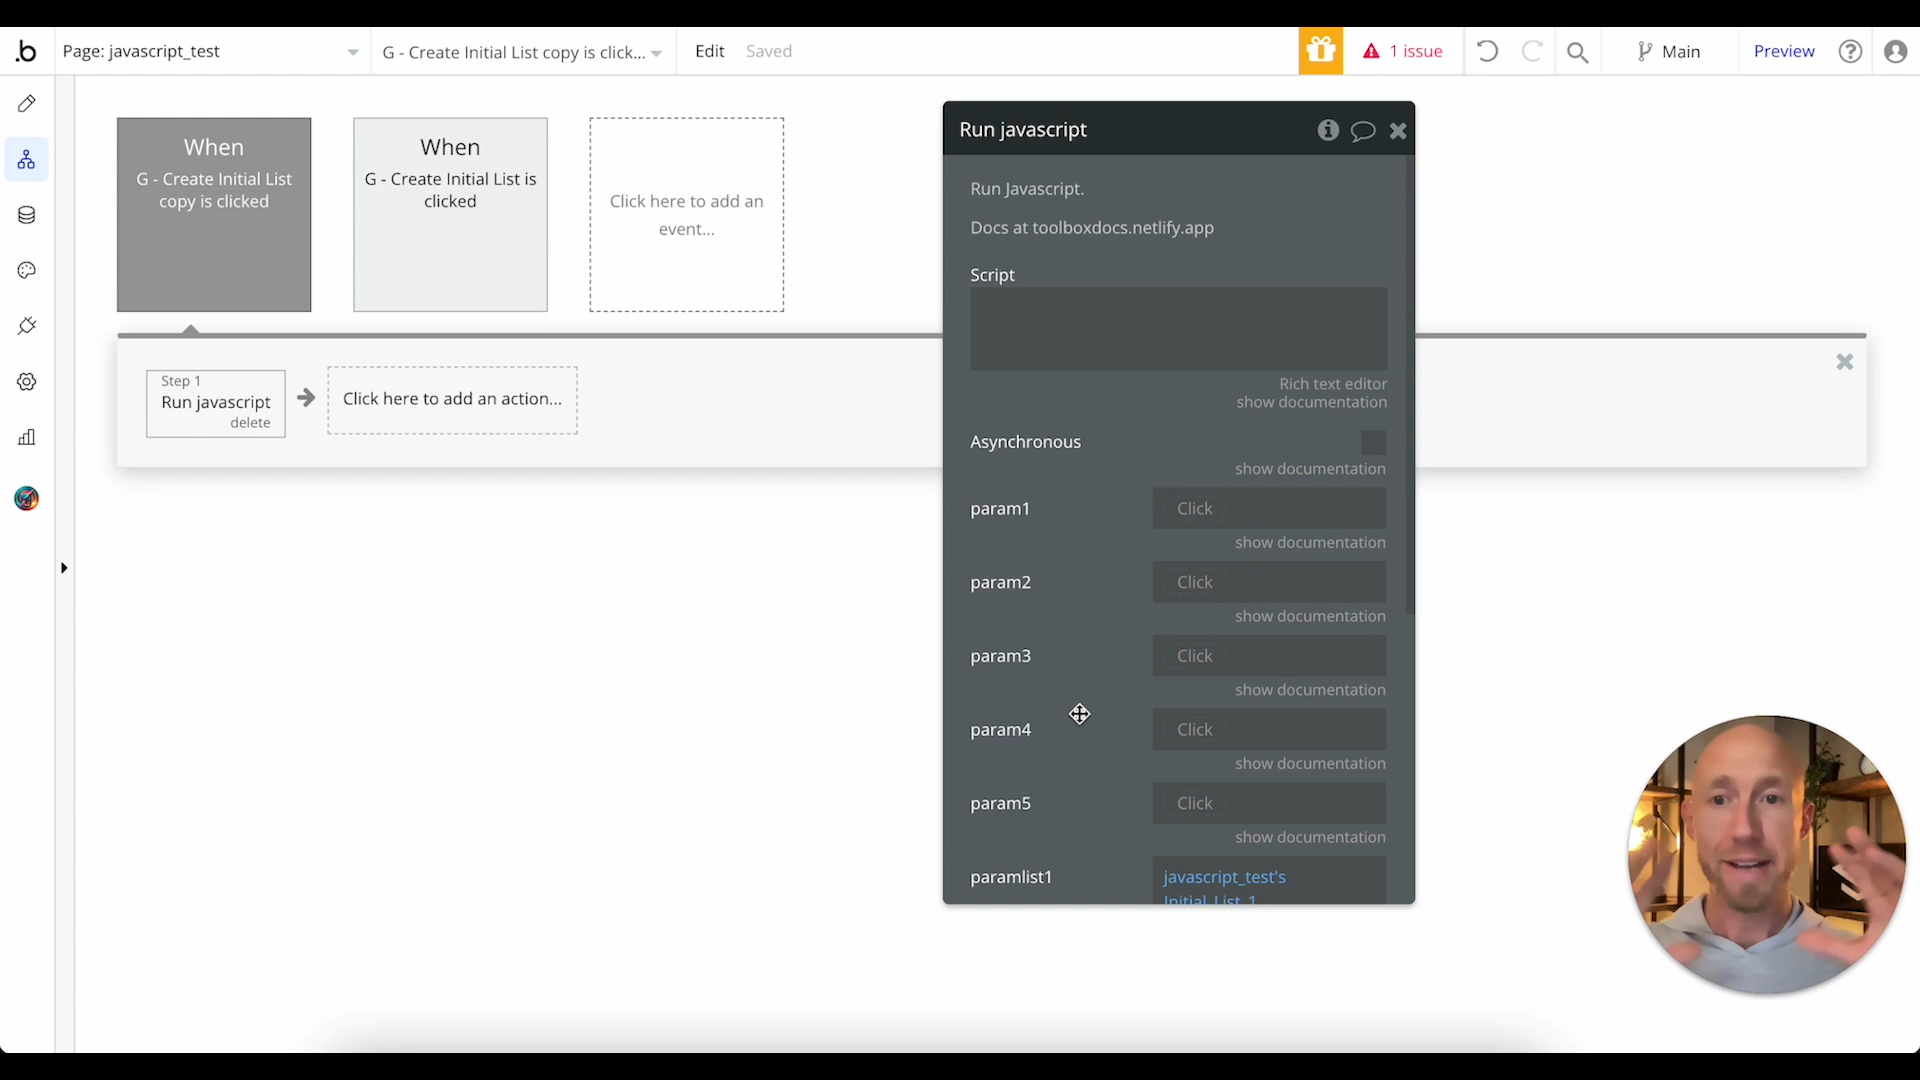 .b
Page: javascript_test
G - Create Initial List copy is click...
Edit
Saved
1 issue
Main
Preview
When
G - Create Initial List
copy is clicked
When
G - Create Initial List is
clicked
Click here to add an
event...
Step 1
Run javascript
delete
Click here to add an action...
Run javascript
Run Javascript.
Docs at toolboxdocs.netlify.app
Script
Rich text editor
show documentation
Asynchronous
show documentation
param1
Click
show documentation
param2
Click
show documentation
param3
Click
show documentation
param4
Click
show documentation
param5
Click
show documentation
paramlist1
javascript_test's
Initial_List_1